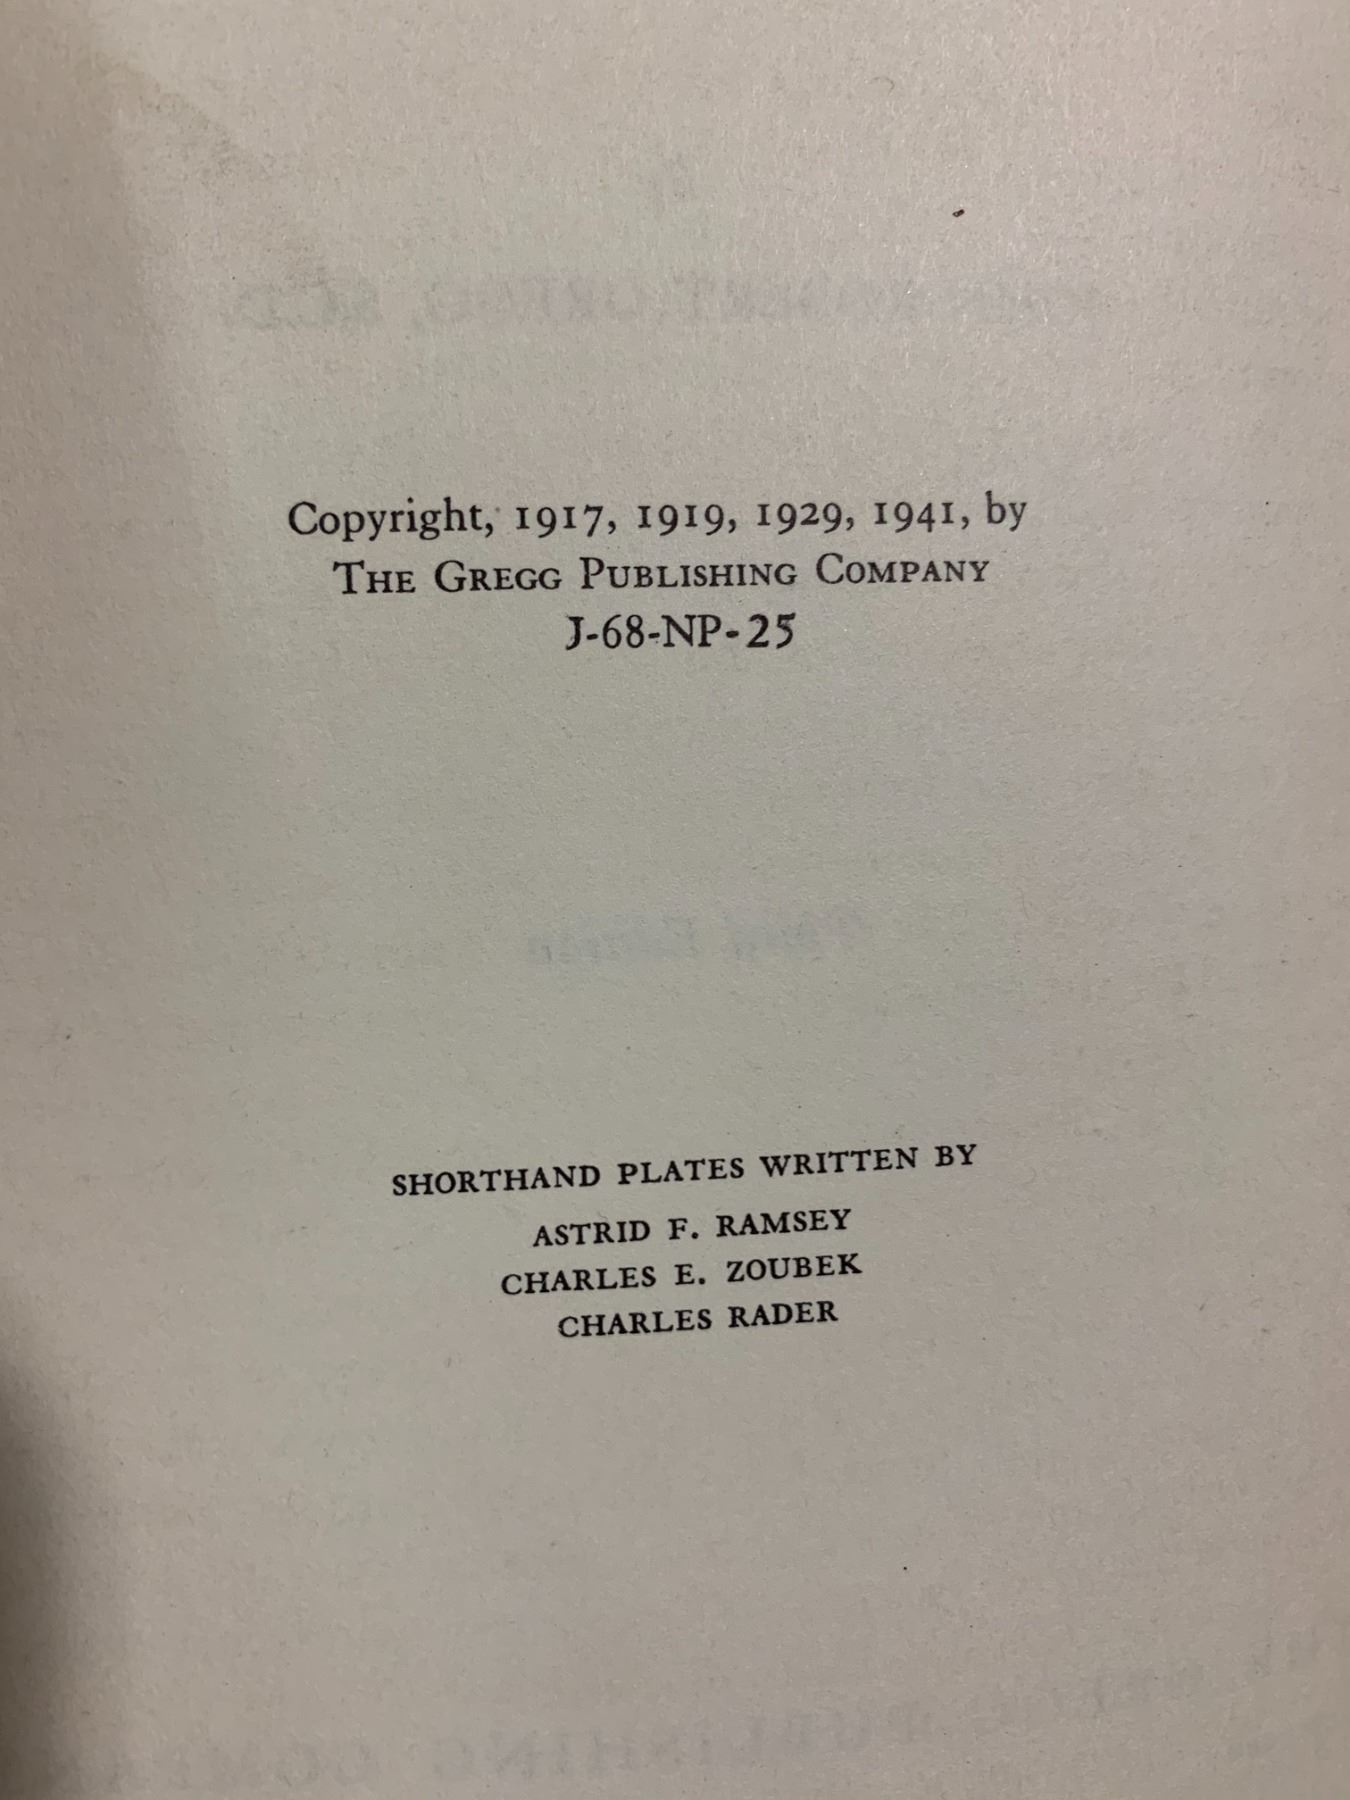 Copyright, 1917, 1919, 1929, 1941, by
THE GREGG PUBLISHING COMPANY
J-68-NP-25
SHORTHAND PLATES WRITTEN BY
ASTRID F. RAMSEY
CHARLES E. ZOUBEK
CHARLES RADER